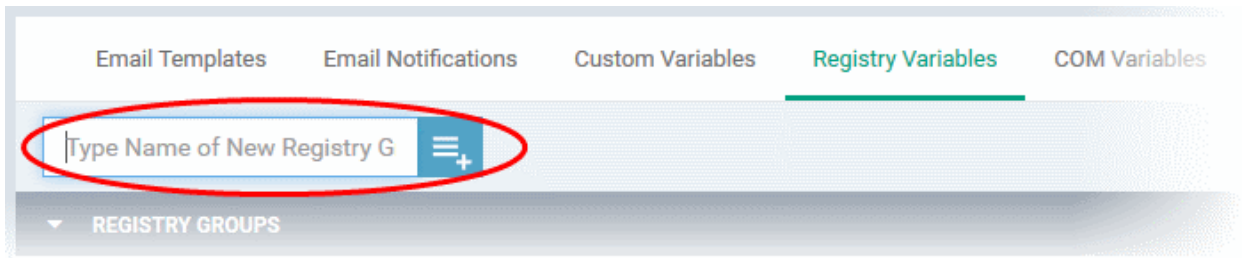 Email Templates Email Notifications Custom Variables Registry Variables COM Variables
Type Name of New Registry G
REGISTRY GROUPS